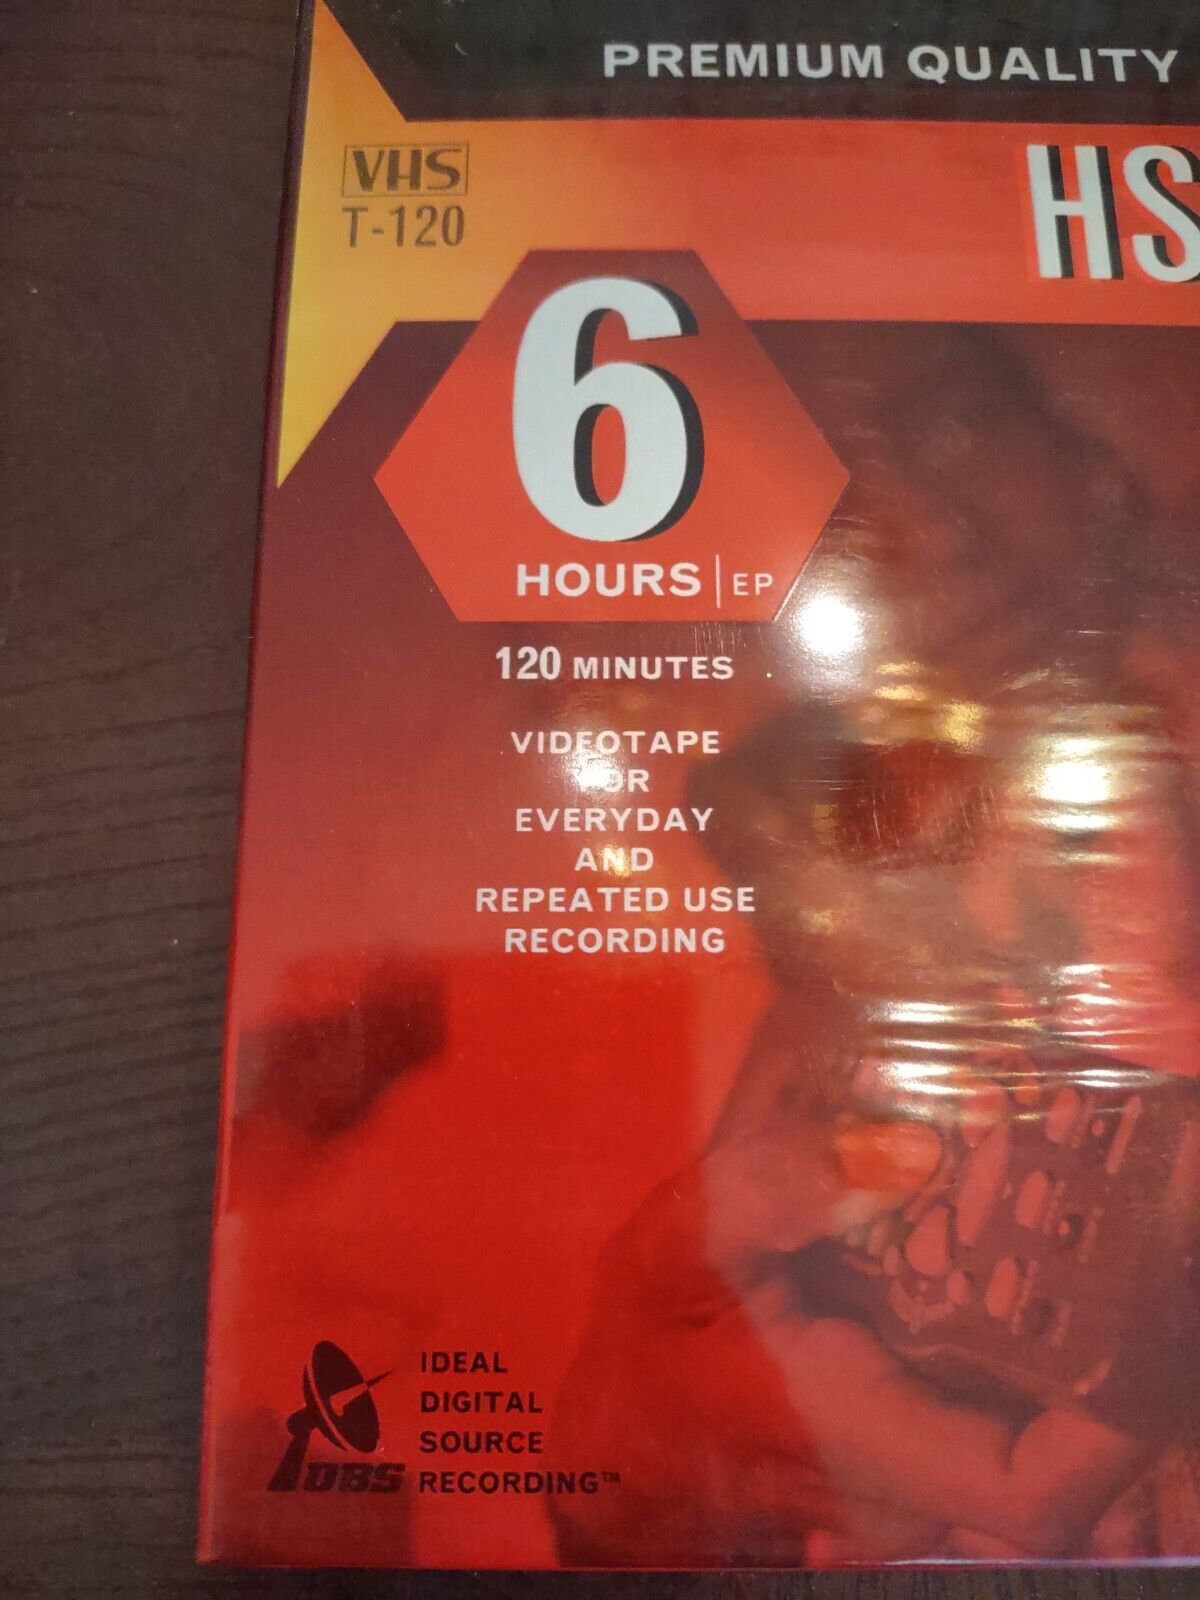 PREMIUM QUALITY
VHS
T-120
HS
6
HOURS | EP
120 MINUTES
VIDEOTAPE
FOR
EVERYDAY
AND
REPEATED USE
RECORDING
IDEAL
DIGITAL
SOURCE
DBS RECORDING™